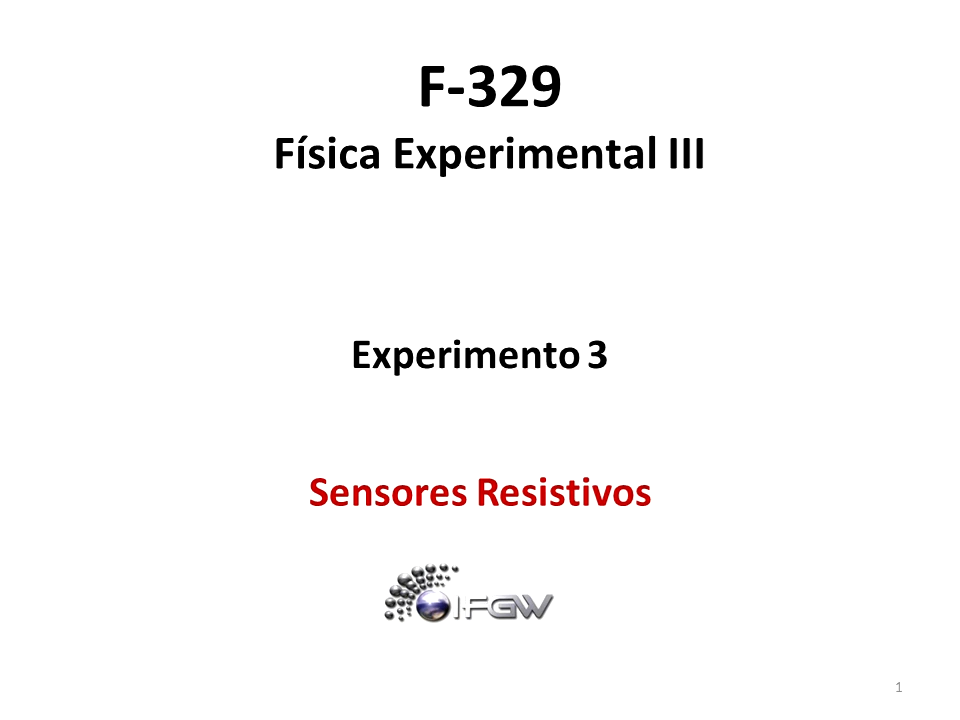 F-329
Física Experimental III
Experimento 3
Sensores Resistivos
IFGW
1